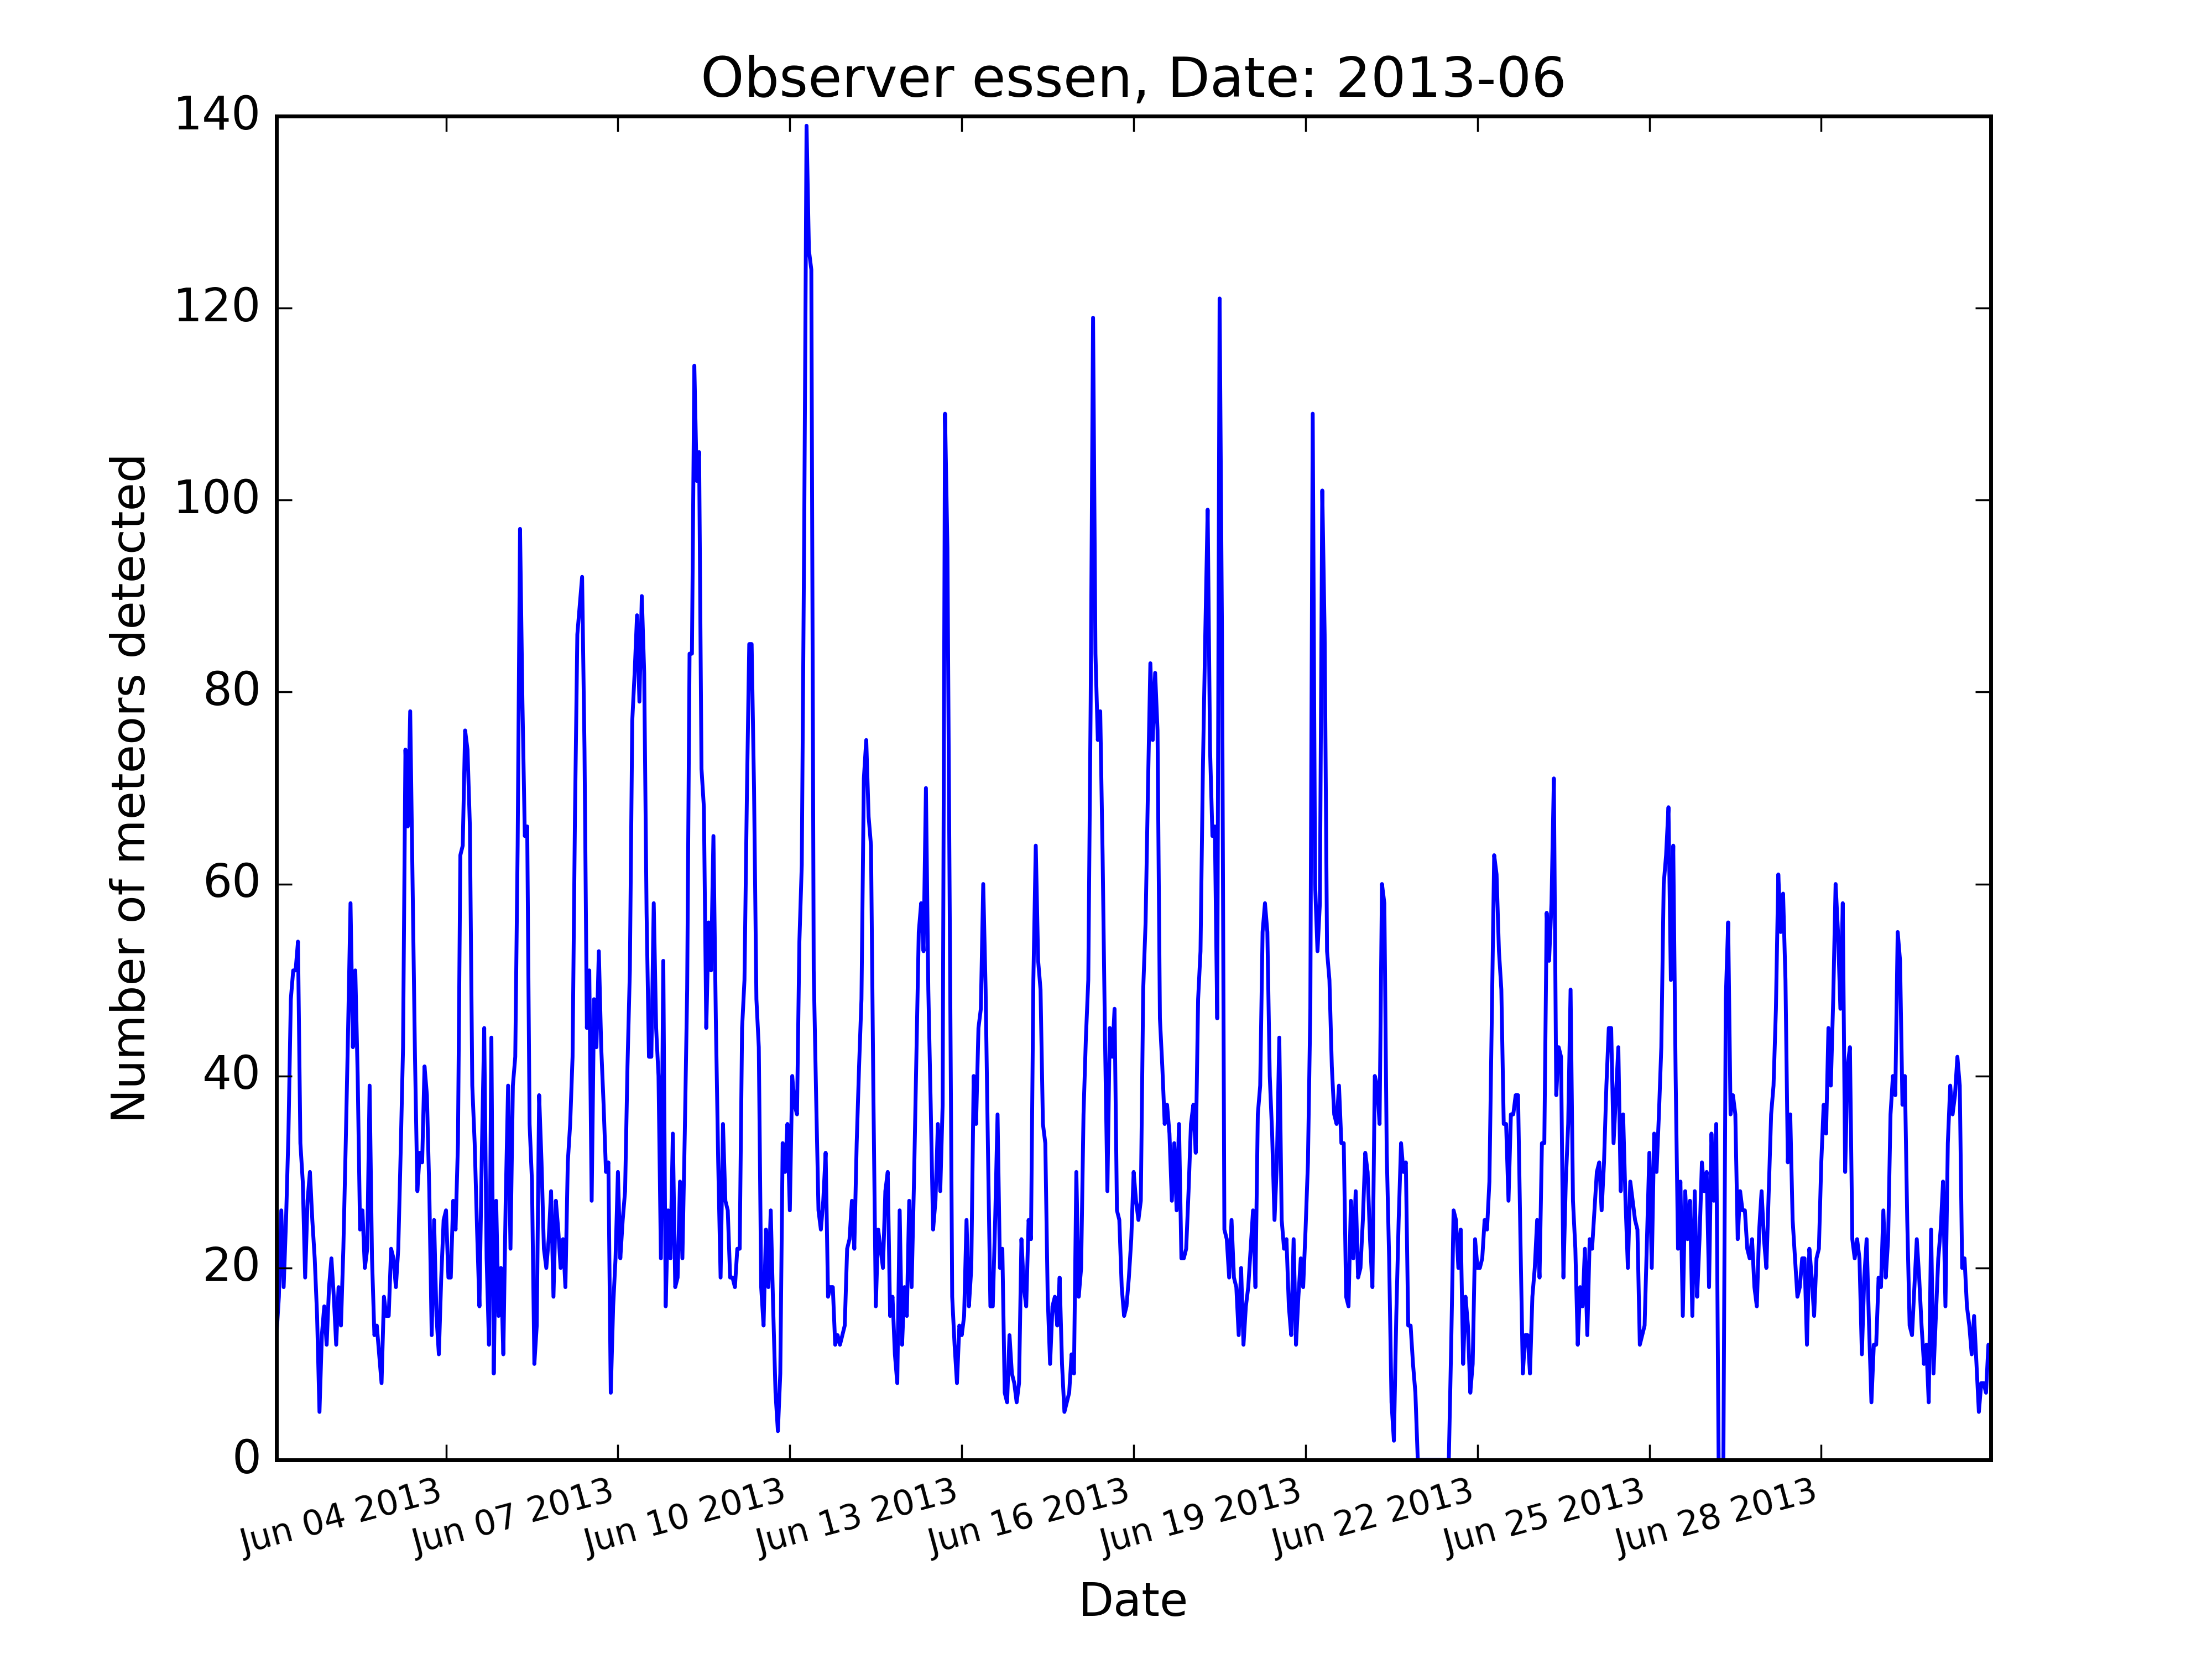 Observer essen, Date: 2013-06
140
120
100
80
60
40
20
0
Number of meteors detected
Jun 04 2013
Jun 07 2013
Jun 10 2013
Jun 13 2013
Jun 16 2013
Jun 19 2013
Jun 22 2013
Jun 25 2013
Jun 28 2013
Date